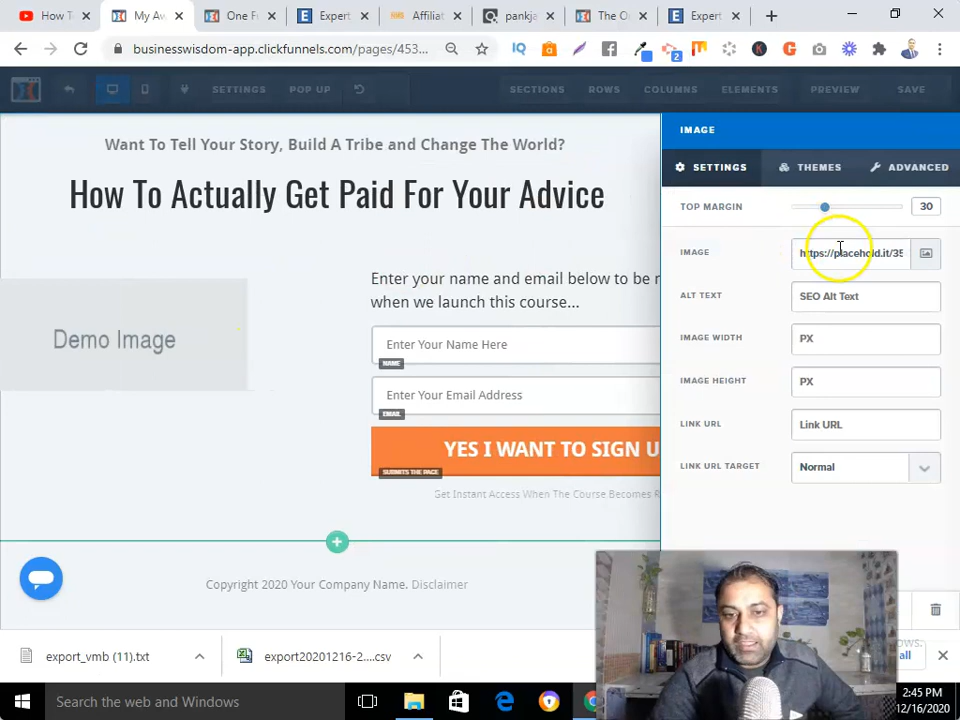 How T
My Aw
One F
Expert
Affiliat
pankja
The O
Expert
businesswisdom-app.clickfunnels.com/pages/453...
2
SETTINGS
POP UP
SECTIONS
ROWS
COLUMNS
ELEMENTS
PREVIEW
SAVE
Want To Tell Your Story, Build A Tribe and Change The World?
How To Actually Get Paid For Your Advice
Demo Image
Enter your name and email below to be n
when we launch this course...
Enter Your Name Here
NAME
Enter Your Email Address
EMAIL
YES I WANT TO SIGN U
SUBMITS THE PAGE
Get Instant Access When The Course Becomes R
Copyright 2020 Your Company Name. Disclaimer
IMAGE
SETTINGS
THEMES
ADVANCED
TOP MARGIN
30
IMAGE
https://placehold.it/35
ALT TEXT
SEO Alt Text
IMAGE WIDTH
PX
IMAGE HEIGHT
PX
LINK URL
Link URL
LINK URL TARGET
Normal
export_vmb (11).txt
export20201216-2....csv
ows.
all
Search the web and Windows
2:45 PM
12/16/2020